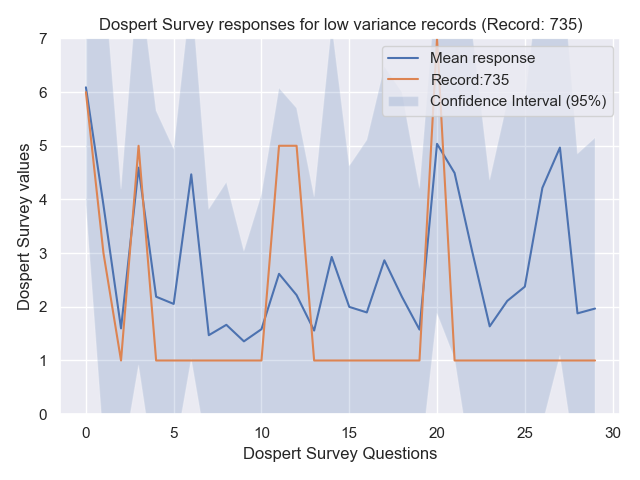 Dospert Survey responses for low variance records (Record: 735)
Mean response
Record:735
Confidence Interval (95%)
Dospert Survey values
7
6
5
4
3
2
1
0
0 5 10 15 20 25 30
Dospert Survey Questions